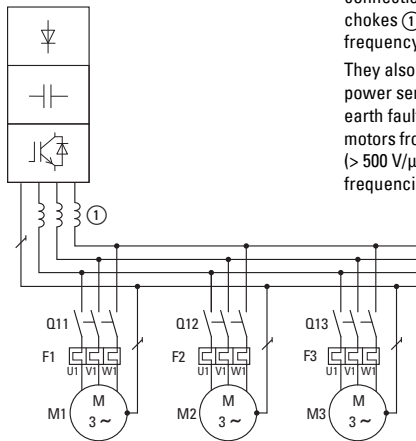 connectio
chokes ①
frequency
They also
power ser
earth faul
motors fro
(> 500 V/µ
frequenci
①
Q11 Q12 Q13
F1 F2 F3
U1 V1 W1 U1 V1 W1 U1 V1 W1
M1 M 3 ~ M2 M 3 ~ M3 M 3 ~